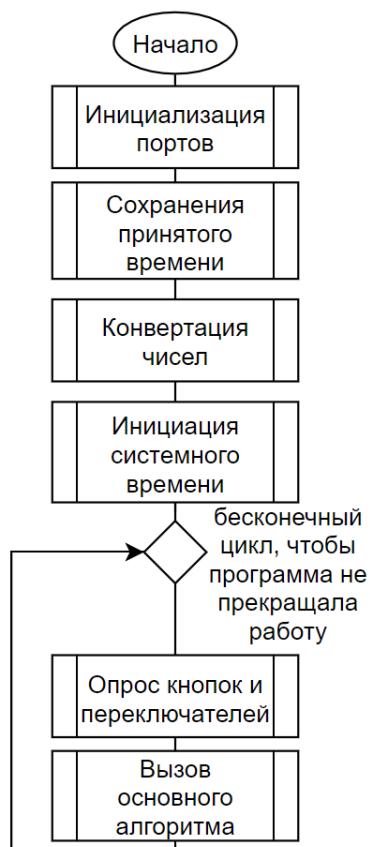 Начало
Инициализация
портов
Сохранения
принятого
времени
Конвертация
чисел
Инициация
системного
времени
бесконечный
цикл, чтобы
программа не
прекращала
работу
Опрос кнопок и
переключателей
Вызов
основного
алгоритма